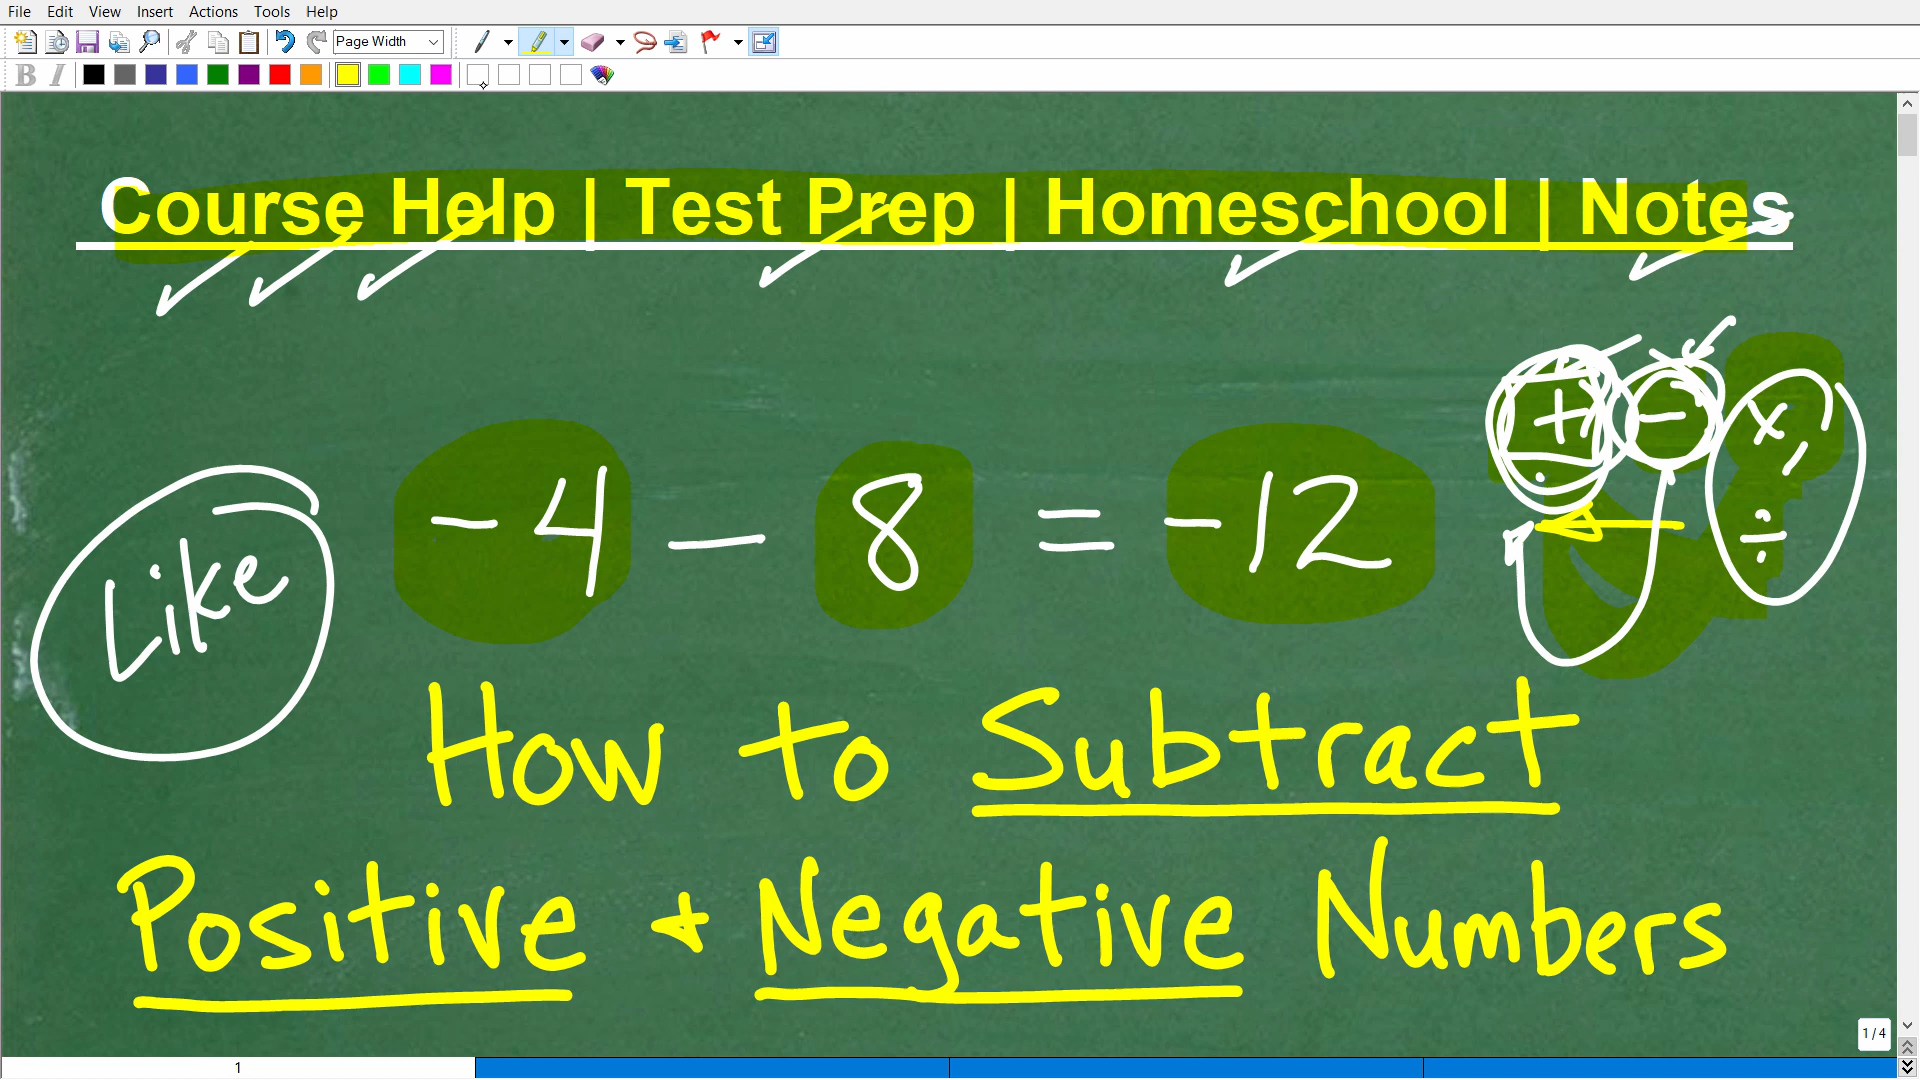 File Edit View Insert Actions Tools Help
Page Width
B I
Course Help | Test Prep | Homeschool | Notes
+ - x, ÷
-4 - 8 = -12
Like
How to Subtract
Positive + Negative Numbers
1 / 4
1